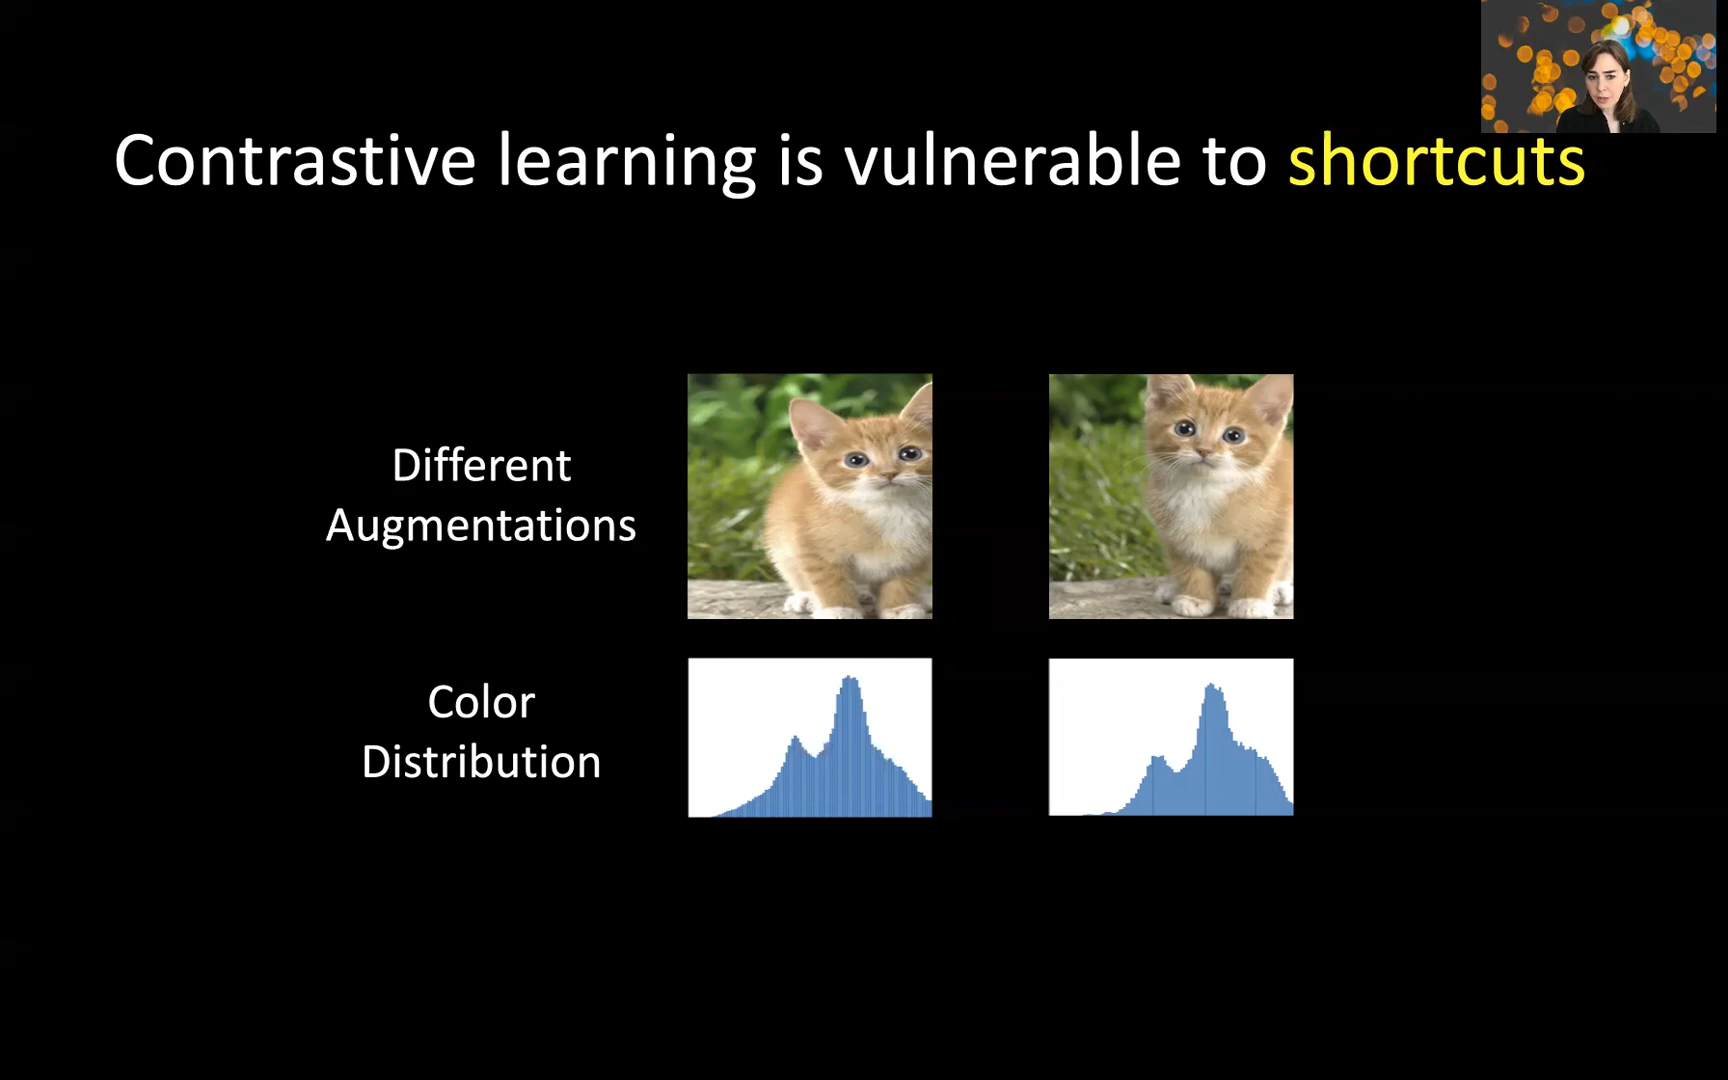 Contrastive learning is vulnerable to shortcuts
Different
Augmentations
Color
Distribution